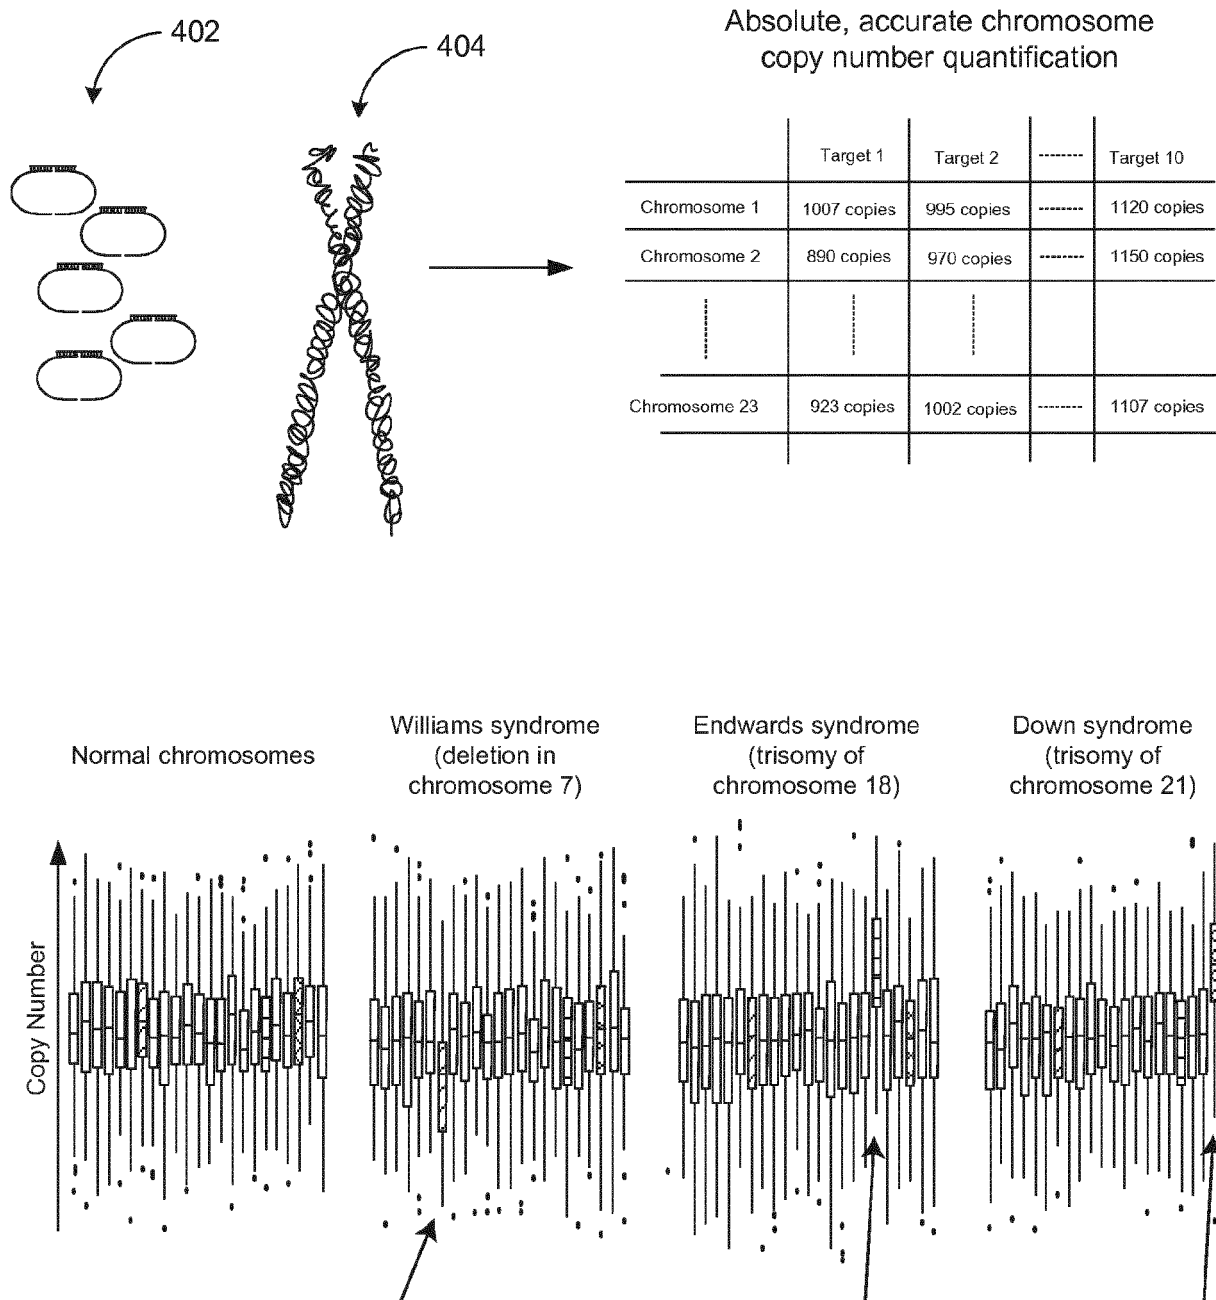 402
404
Absolute, accurate chromosome
copy number quantification
Target 1 Target 2 Target 10
Chromosome 1 1007 copies 995 copies 1120 copies
Chromosome 2 890 copies 970 copies 1150 copies
Chromosome 23 923 copies 1002 copies 1107 copies
Normal chromosomes
Williams syndrome
(deletion in
chromosome 7)
Endwards syndrome
(trisomy of
chromosome 18)
Down syndrome
(trisomy of
chromosome 21)
Copy Number